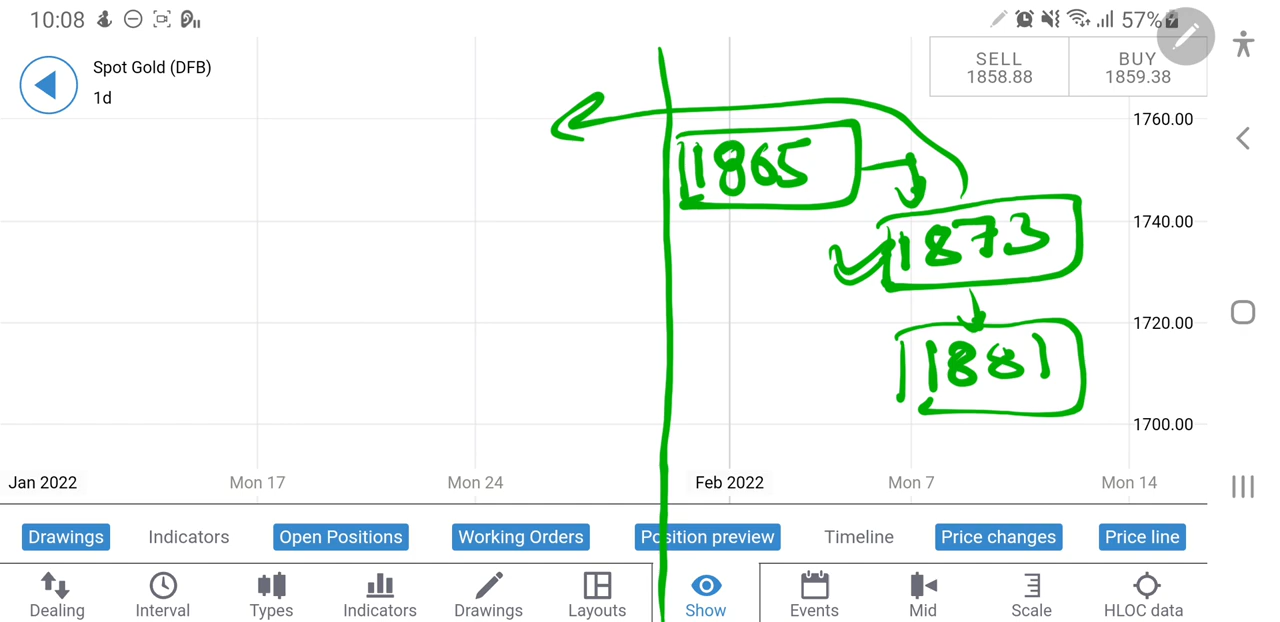 10:08
57%
Spot Gold (DFB)
1d
SELL
1858.88
BUY
1859.38
1760.00
1865
1740.00
1873
1720.00
1881
1700.00
Jan 2022 Mon 17 Mon 24 Feb 2022 Mon 7 Mon 14
Drawings Indicators Open Positions Working Orders Position preview Timeline Price changes Price line
Dealing Interval Types Indicators Drawings Layouts Show Events Mid Scale HLOC data